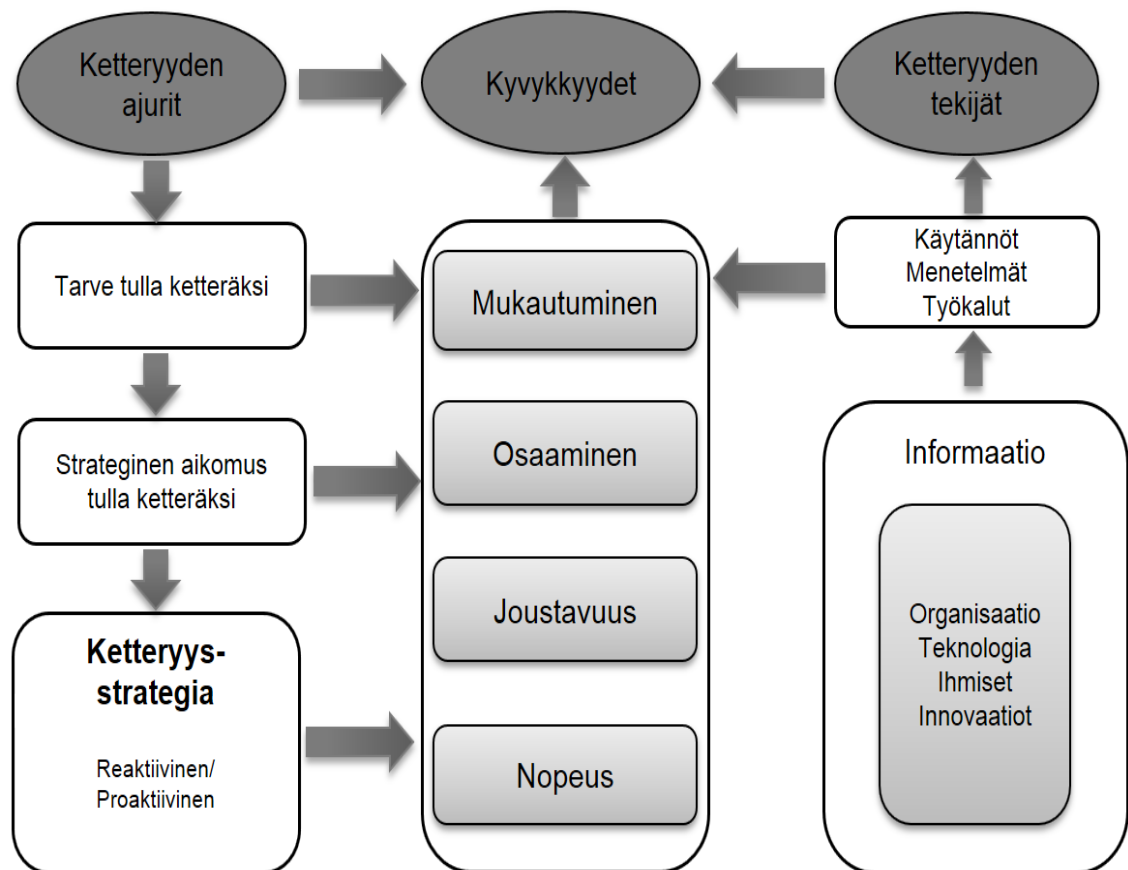 Ketteryyden
ajurit
Kyvykkyydet
Ketteryyden
tekijät
Tarve tulla ketteräksi
Strateginen aikomus
tulla ketteräksi
Ketteryys-
strategia
Reaktiivinen/
Proaktiivinen
Mukautuminen
Osaaminen
Joustavuus
Nopeus
Käytännöt
Menetelmät
Työkalut
Informaatio
Organisaatio
Teknologia
Ihmiset
Innovaatiot